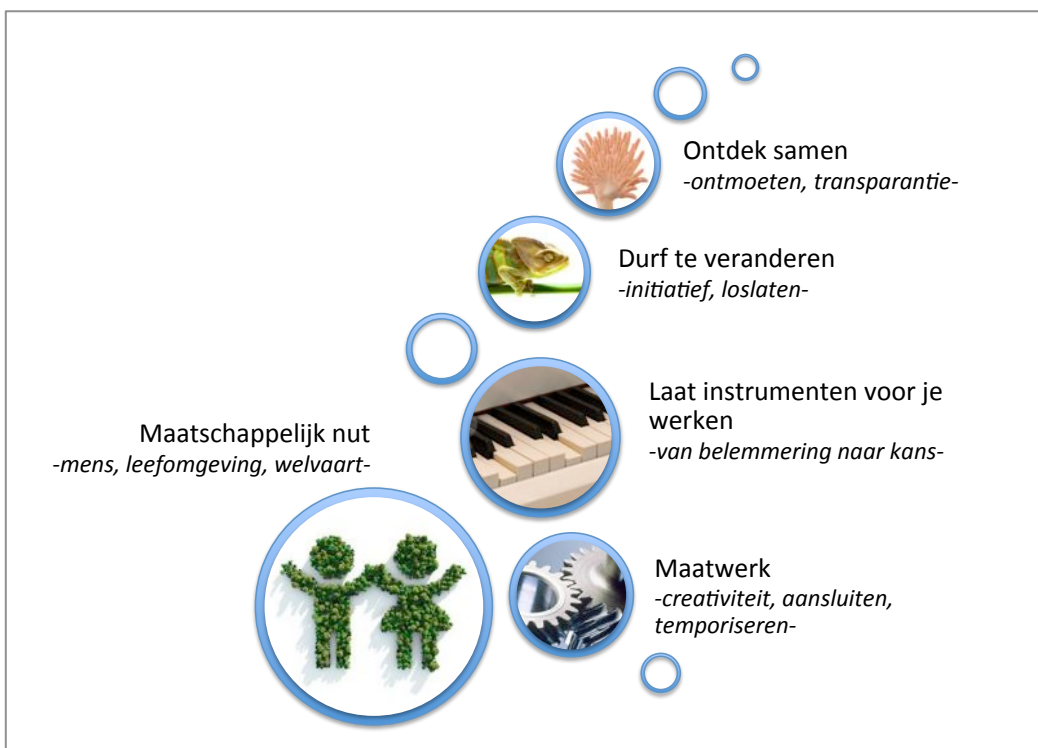 Ontdek samen
-ontmoeten, transparantie-
Durf te veranderen
-initiatief, loslaten-
Laat instrumenten voor je
werken
-van belemmering naar kans-
Maatschappelijk nut
-mens, leefomgeving, welvaart-
Maatwerk
-creativiteit, aansluiten,
temporiseren-